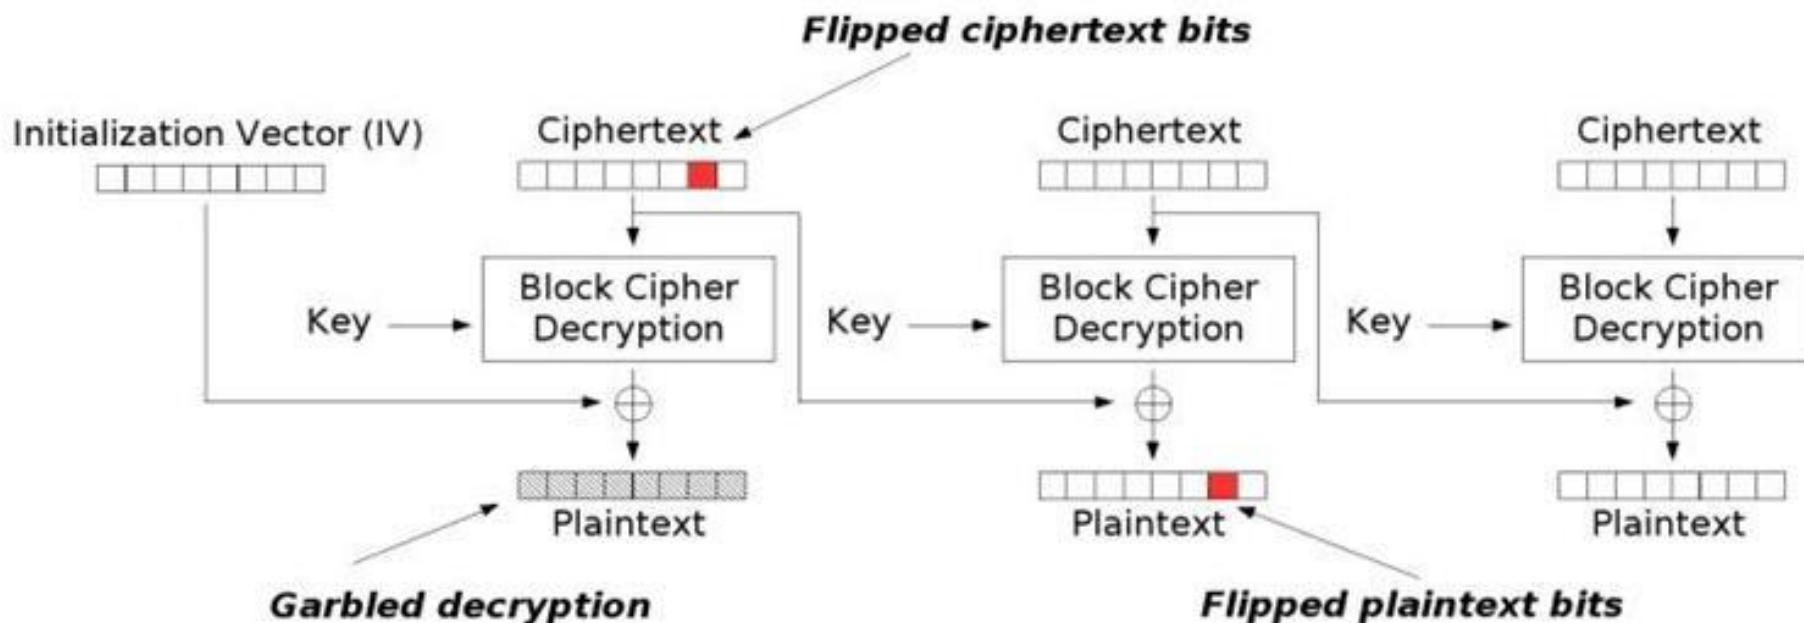 Flipped ciphertext bits
Initialization Vector (IV)
Ciphertext
Ciphertext
Ciphertext
Key
Block Cipher
Decryption
Key
Block Cipher
Decryption
Key
Block Cipher
Decryption
Plaintext
Plaintext
Plaintext
Garbled decryption
Flipped plaintext bits